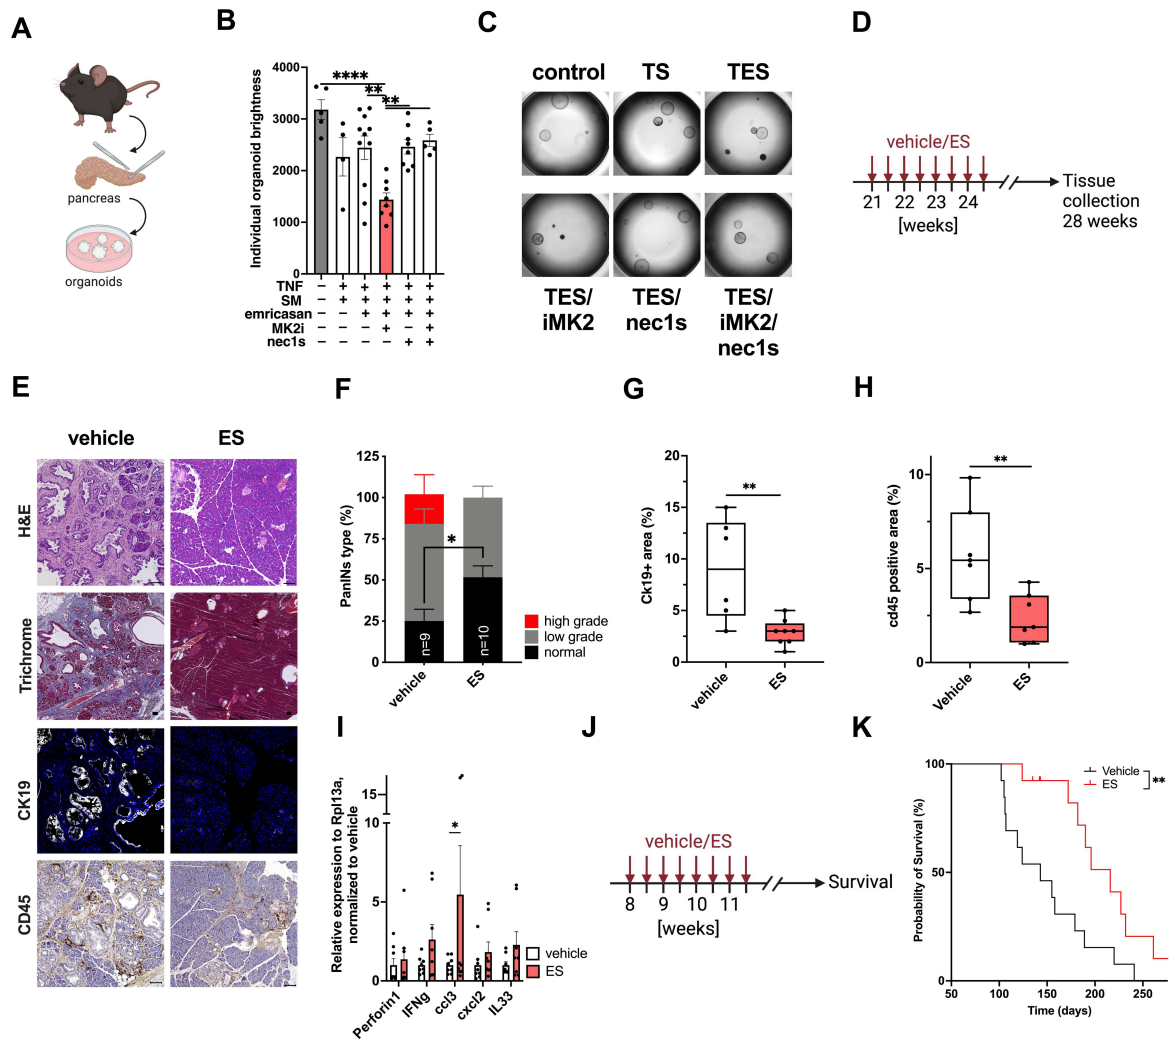 A
pancreas
organoids
B
Individual organoid brightness
4000
3000
2000
1000
0
****
**
**
TNF − + + + + +
SM − + + + + +
emricasan − − + + + +
MK2i − − − + − +
nec1s − − − − + +
C
control TS TES
TES/ TES/ TES/
iMK2 nec1s iMK2/
nec1s
D
vehicle/ES
21 22 23 24
[weeks]
Tissue
collection
28 weeks
E
vehicle ES
H&E
Trichrome
CK19
CD45
F
PanINs type (%)
125
100
75
50
25
0
*
n=9
n=10
vehicle ES
high grade
low grade
normal
G
Ck19+ area (%)
20
15
10
5
0
**
vehicle ES
H
cd45 positive area (%)
10
5
0
**
Vehicle ES
I
Relative expression to Rpl13a,
normalized to vehicle
15
10
5
0
*
Perforin1 IFNg ccl3 cxcl2 IL33
vehicle
ES
J
vehicle/ES
8 9 10 11
[weeks]
Survival
K
Probability of Survival (%)
100
50
0
Vehicle
ES
**
50 100 150 200 250
Time (days)